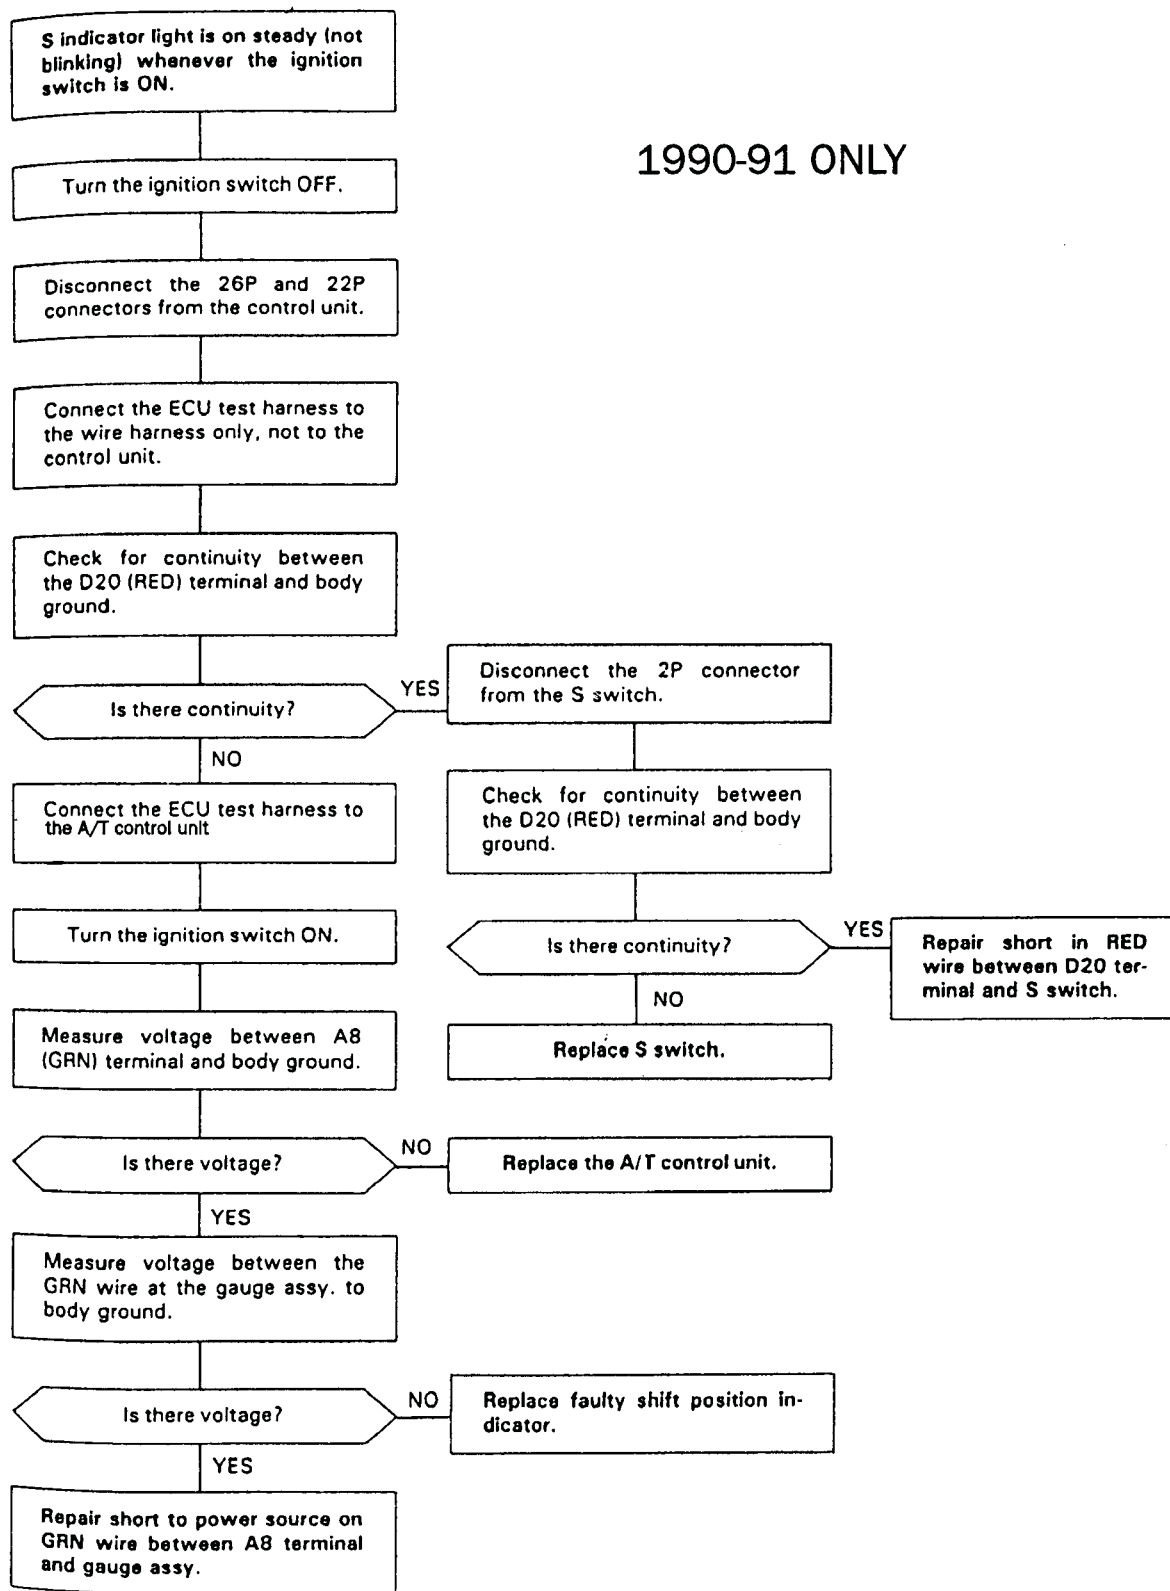 S indicator light is on steady (not
blinking) whenever the ignition
switch is ON.
1990-91 ONLY
Turn the ignition switch OFF.
Disconnect the 26P and 22P
connectors from the control unit.
Connect the ECU test harness to
the wire harness only, not to the
control unit.
Check for continuity between
the D20 (RED) terminal and body
ground.
Is there continuity?
YES
Disconnect the 2P connector
from the S switch.
NO
Connect the ECU test harness to
the A/T control unit
Check for continuity between
the D20 (RED) terminal and body
ground.
Turn the ignition switch ON.
Is there continuity?
YES
Repair short in RED
wire between D20 ter-
minal and S switch.
NO
Replace S switch.
Measure voltage between A8
(GRN) terminal and body ground.
Is there voltage?
NO
Replace the A/T control unit.
YES
Measure voltage between the
GRN wire at the gauge assy. to
body ground.
Is there voltage?
NO
Replace faulty shift position in-
dicator.
YES
Repair short to power source on
GRN wire between A8 terminal
and gauge assy.